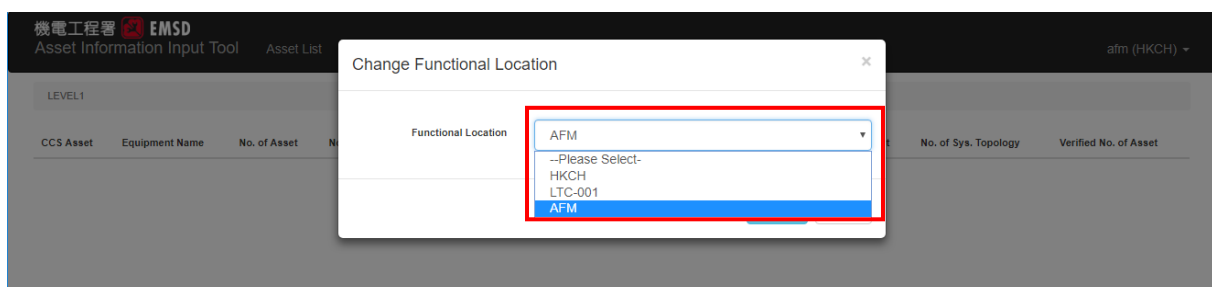 機電工程署 EMSD
Asset Information Input Tool Asset List afm (HKCH)
Change Functional Location ×
LEVEL1
CCS Asset Equipment Name No. of Asset No. of Sys. Topology Verified No. of Asset
Functional Location AFM
--Please Select-
HKCH
LTC-001
AFM